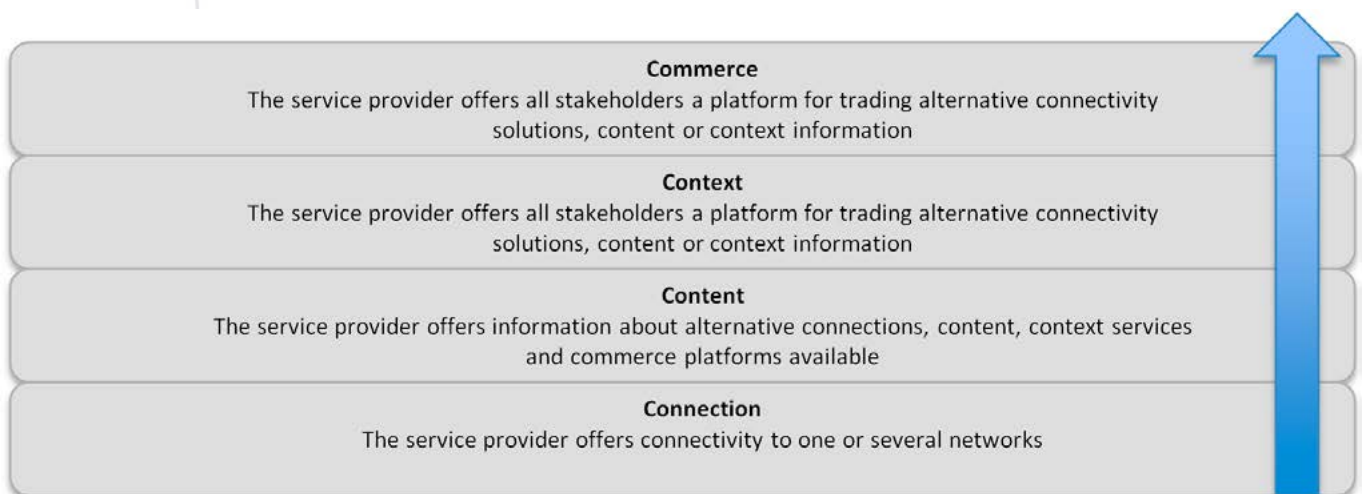 Commerce
The service provider offers all stakeholders a platform for trading alternative connectivity
solutions, content or context information
Context
The service provider offers all stakeholders a platform for trading alternative connectivity
solutions, content or context information
Content
The service provider offers information about alternative connections, content, context services
and commerce platforms available
Connection
The service provider offers connectivity to one or several networks